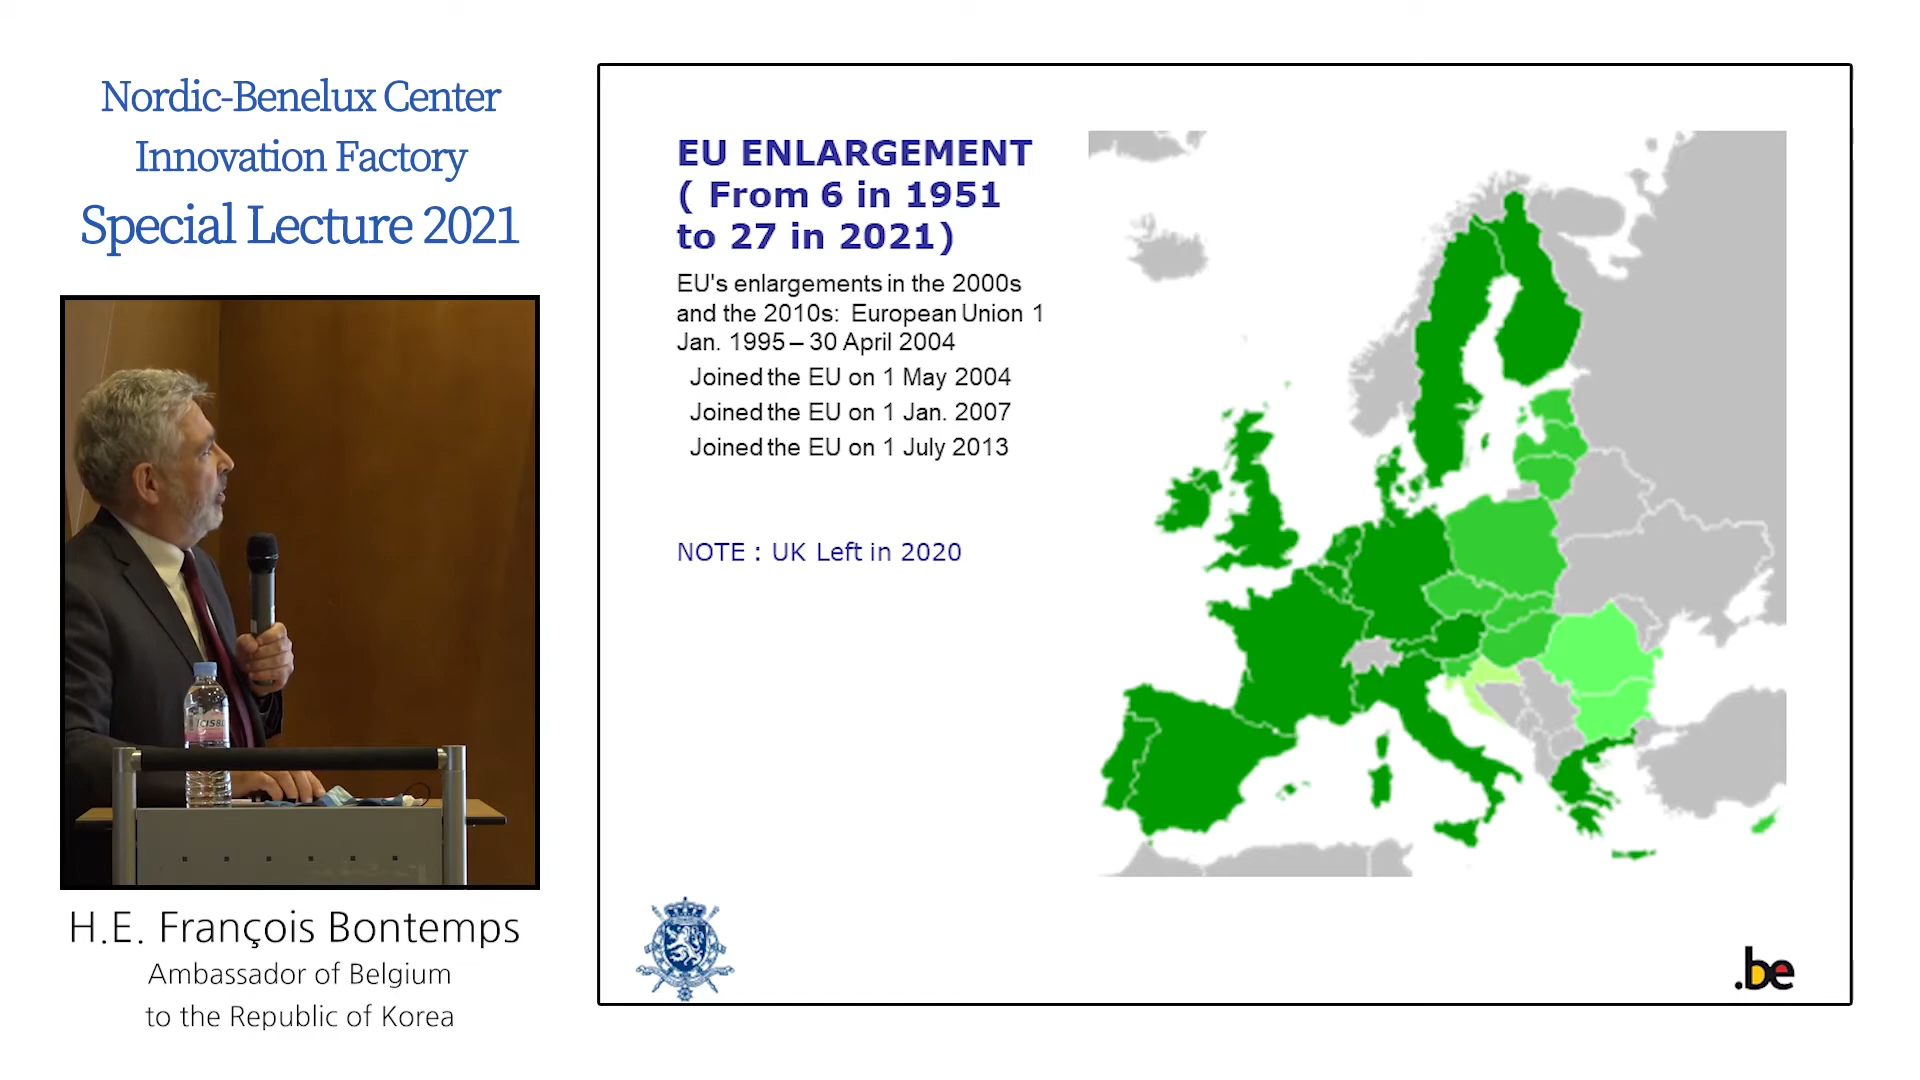 Nordic-Benelux Center
Innovation Factory
Special Lecture 2021
H.E. François Bontemps
Ambassador of Belgium
to the Republic of Korea
EU ENLARGEMENT
( From 6 in 1951
to 27 in 2021)
EU's enlargements in the 2000s
and the 2010s: European Union 1
Jan. 1995 – 30 April 2004
Joined the EU on 1 May 2004
Joined the EU on 1 Jan. 2007
Joined the EU on 1 July 2013
NOTE : UK Left in 2020
.be